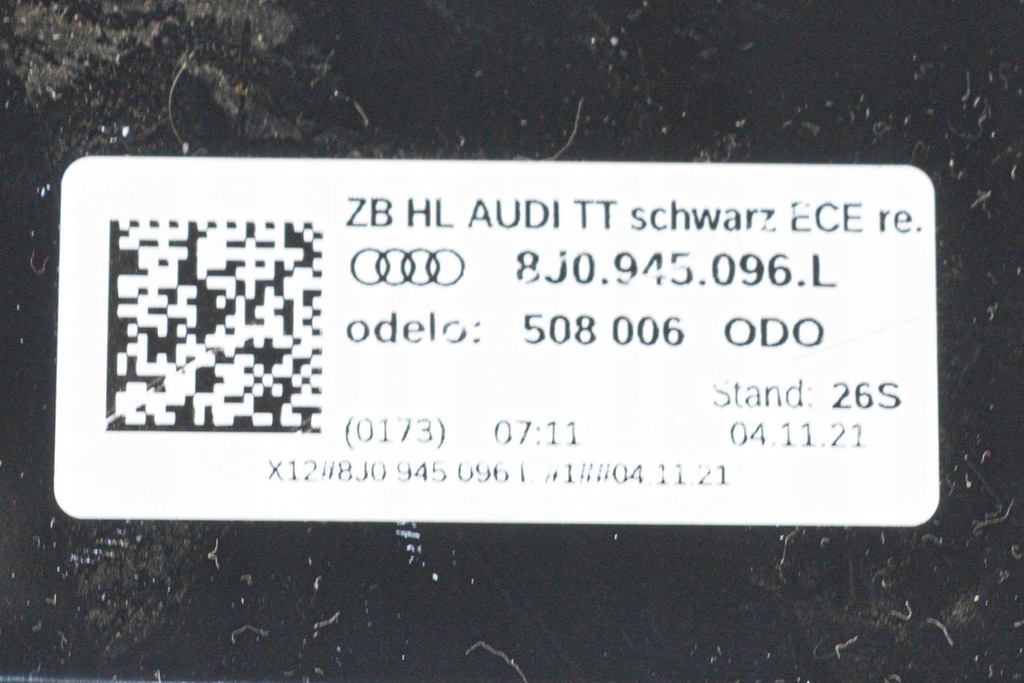 ZB HL AUDI TT schwarz ECE re.
8J0.945.096.L
odelo: 508 006 ODO
Stand: 26S
(0173) 07:11 04.11.21
X12##8J0 945 096 L #1###04.11.21